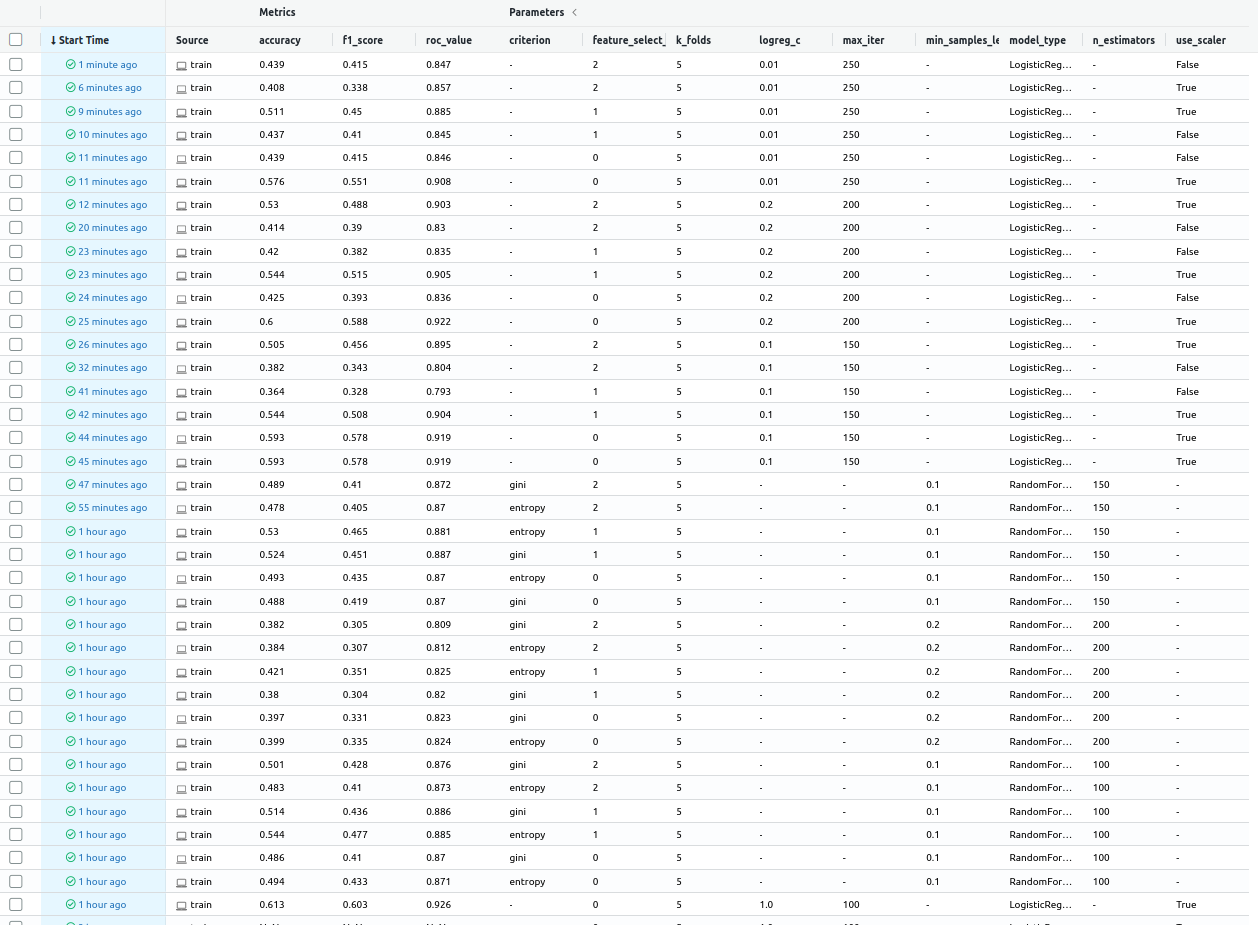 Metrics Parameters <
↓ Start Time Source accuracy f1_score roc_value criterion feature_select_ k_folds logreg_c max_iter min_samples_le model_type n_estimators use_scaler
1 minute ago train 0.439 0.415 0.847 - 2 5 0.01 250 - LogisticReg... - False
6 minutes ago train 0.408 0.338 0.857 - 2 5 0.01 250 - LogisticReg... - True
9 minutes ago train 0.511 0.45 0.885 - 1 5 0.01 250 - LogisticReg... - True
10 minutes ago train 0.437 0.41 0.845 - 1 5 0.01 250 - LogisticReg... - False
11 minutes ago train 0.439 0.415 0.846 - 0 5 0.01 250 - LogisticReg... - False
11 minutes ago train 0.576 0.551 0.908 - 0 5 0.01 250 - LogisticReg... - True
12 minutes ago train 0.53 0.488 0.903 - 2 5 0.2 200 - LogisticReg... - True
20 minutes ago train 0.414 0.39 0.83 - 2 5 0.2 200 - LogisticReg... - False
23 minutes ago train 0.42 0.382 0.835 - 1 5 0.2 200 - LogisticReg... - False
23 minutes ago train 0.544 0.515 0.905 - 1 5 0.2 200 - LogisticReg... - True
24 minutes ago train 0.425 0.393 0.836 - 0 5 0.2 200 - LogisticReg... - False
25 minutes ago train 0.6 0.588 0.922 - 0 5 0.2 200 - LogisticReg... - True
26 minutes ago train 0.505 0.456 0.895 - 2 5 0.1 150 - LogisticReg... - True
32 minutes ago train 0.382 0.343 0.804 - 2 5 0.1 150 - LogisticReg... - False
41 minutes ago train 0.364 0.328 0.793 - 1 5 0.1 150 - LogisticReg... - False
42 minutes ago train 0.544 0.508 0.904 - 1 5 0.1 150 - LogisticReg... - True
44 minutes ago train 0.593 0.578 0.919 - 0 5 0.1 150 - LogisticReg... - True
45 minutes ago train 0.593 0.578 0.919 - 0 5 0.1 150 - LogisticReg... - True
47 minutes ago train 0.489 0.41 0.872 gini 2 5 - - 0.1 RandomFor... 150 -
55 minutes ago train 0.478 0.405 0.87 entropy 2 5 - - 0.1 RandomFor... 150 -
1 hour ago train 0.53 0.465 0.881 entropy 1 5 - - 0.1 RandomFor... 150 -
1 hour ago train 0.524 0.451 0.887 gini 1 5 - - 0.1 RandomFor... 150 -
1 hour ago train 0.493 0.435 0.87 entropy 0 5 - - 0.1 RandomFor... 150 -
1 hour ago train 0.488 0.419 0.87 gini 0 5 - - 0.1 RandomFor... 150 -
1 hour ago train 0.382 0.305 0.809 gini 2 5 - - 0.2 RandomFor... 200 -
1 hour ago train 0.384 0.307 0.812 entropy 2 5 - - 0.2 RandomFor... 200 -
1 hour ago train 0.421 0.351 0.825 entropy 1 5 - - 0.2 RandomFor... 200 -
1 hour ago train 0.38 0.304 0.82 gini 1 5 - - 0.2 RandomFor... 200 -
1 hour ago train 0.397 0.331 0.823 gini 0 5 - - 0.2 RandomFor... 200 -
1 hour ago train 0.399 0.335 0.824 entropy 0 5 - - 0.2 RandomFor... 200 -
1 hour ago train 0.501 0.428 0.876 gini 2 5 - - 0.1 RandomFor... 100 -
1 hour ago train 0.483 0.41 0.873 entropy 2 5 - - 0.1 RandomFor... 100 -
1 hour ago train 0.514 0.436 0.886 gini 1 5 - - 0.1 RandomFor... 100 -
1 hour ago train 0.544 0.477 0.885 entropy 1 5 - - 0.1 RandomFor... 100 -
1 hour ago train 0.486 0.41 0.87 gini 0 5 - - 0.1 RandomFor... 100 -
1 hour ago train 0.494 0.433 0.871 entropy 0 5 - - 0.1 RandomFor... 100 -
1 hour ago train 0.613 0.603 0.926 - 0 5 1.0 100 - LogisticReg... - True